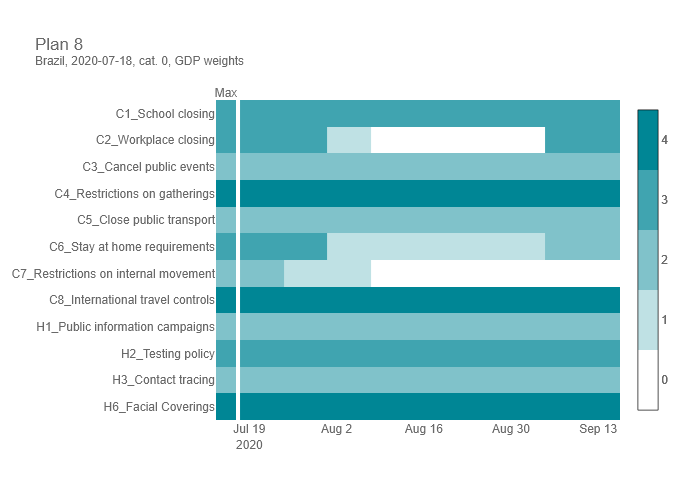 Plan 8
Brazil, 2020-07-18, cat. 0, GDP weights
Max
C1_School closing
C2_Workplace closing
C3_Cancel public events
C4_Restrictions on gatherings
C5_Close public transport
C6_Stay at home requirements
C7_Restrictions on internal movement
C8_International travel controls
H1_Public information campaigns
H2_Testing policy
H3_Contact tracing
H6_Facial Coverings
Jul 19 Aug 2 Aug 16 Aug 30 Sep 13
2020
4
3
2
1
0